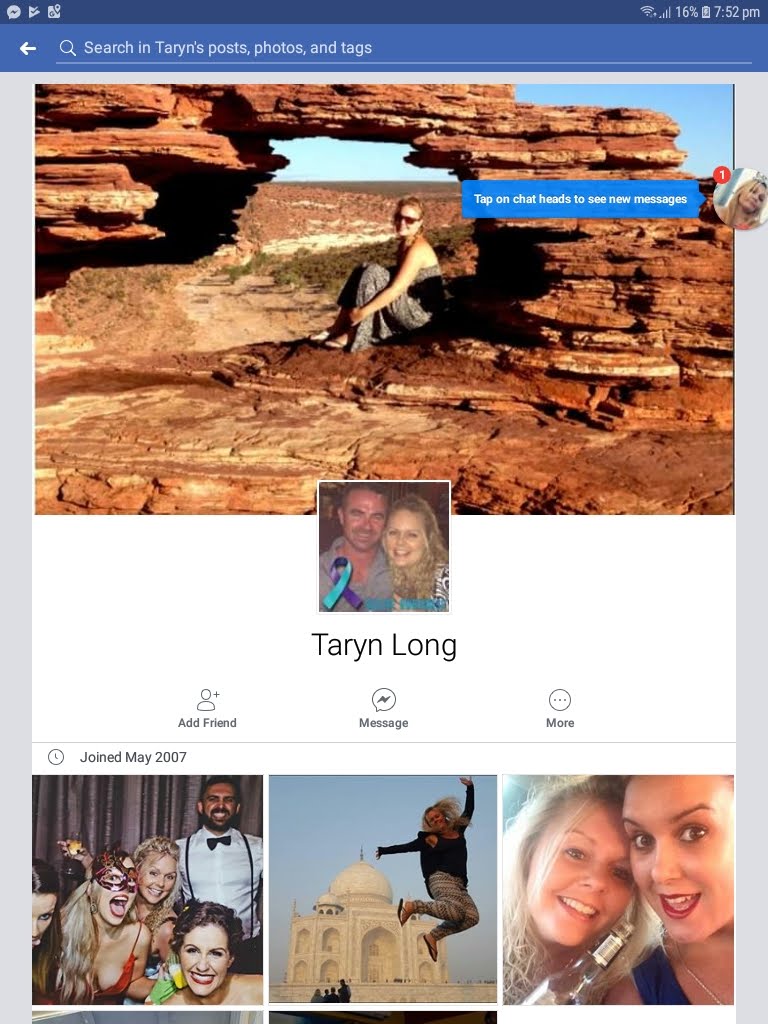 16% 7:52 pm
Search in Taryn's posts, photos, and tags
1
Tap on chat heads to see new messages
Taryn Long
Add Friend
Message
More
Joined May 2007